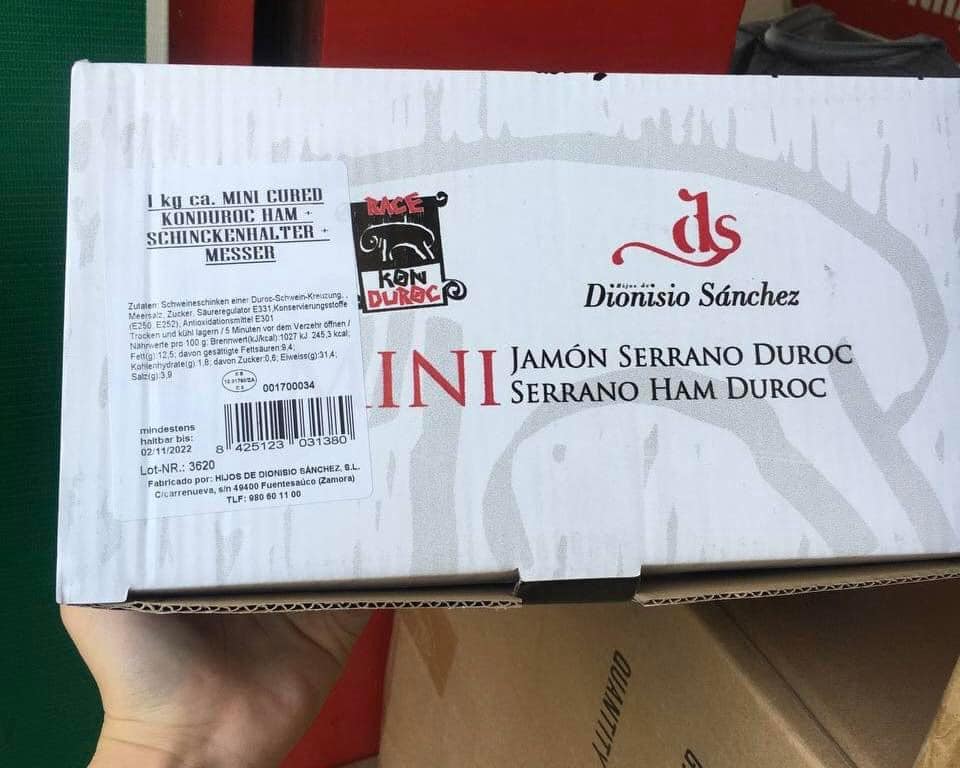 1 kg ca. MINI CURED
KONDUROC HAM +
SCHINCKENHALTER +
MESSER
Zutaten: Schweineschinken einer Duroc-Schwein-Kreuzung, ,
Meersalz, Zucker, Säureregulator E331,Konservierungsstoffe
(E250, E252), Antioxidationsmittel E301
Trocken und kühl lagern / 5 Minuten vor dem Verzehr öffnen /
Nährwerte pro 100 g: Brennwert(kJ/kcal):1027 kJ 245,3 kcal;
Fett(g):12,5; davon gesättigte Fettsäuren:9,4;
Kohlenhydrate(g):1,8; davon Zucker:0,6; Eiweiss(g):31,4;
Salz(g):3,9
001700034
mindestens
haltbar bis:
02/11/2022
8 425123 031380
Lot-NR.: 3620
Fabricado por: HIJOS DE DIONISIO SÁNCHEZ, S.L.
C/carrenueva, s/n 49400 Fuentesaúco (Zamora)
TLF: 980 60 11 00
RACE
KON
DUROC
ds
Hijos de
Dionisio Sánchez
INI
JAMÓN SERRANO DUROC
SERRANO HAM DUROC
QUANTITY